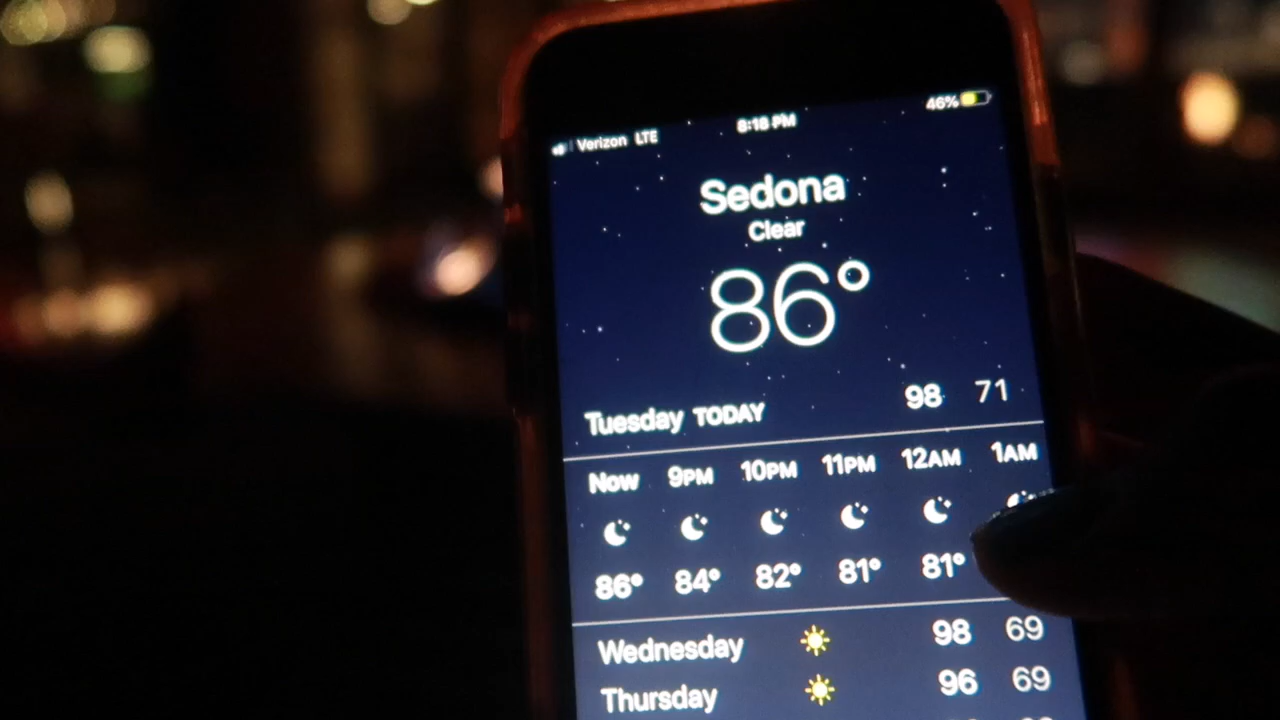 Verizon LTE 8:18 PM 46%
Sedona
Clear
86°
Tuesday TODAY 98 71
Now 9PM 10PM 11PM 12AM 1AM
86° 84° 82° 81° 81°
Wednesday 98 69
Thursday 96 69